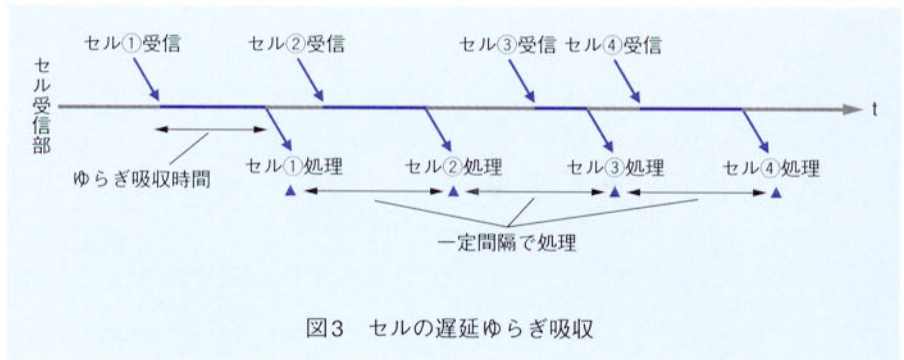 セル①受信
セル②受信
セル③受信
セル④受信
セル受信部
t
セル①処理
セル②処理
セル③処理
セル④処理
ゆらぎ吸収時間
一定間隔で処理
図3 セルの遅延ゆらぎ吸収